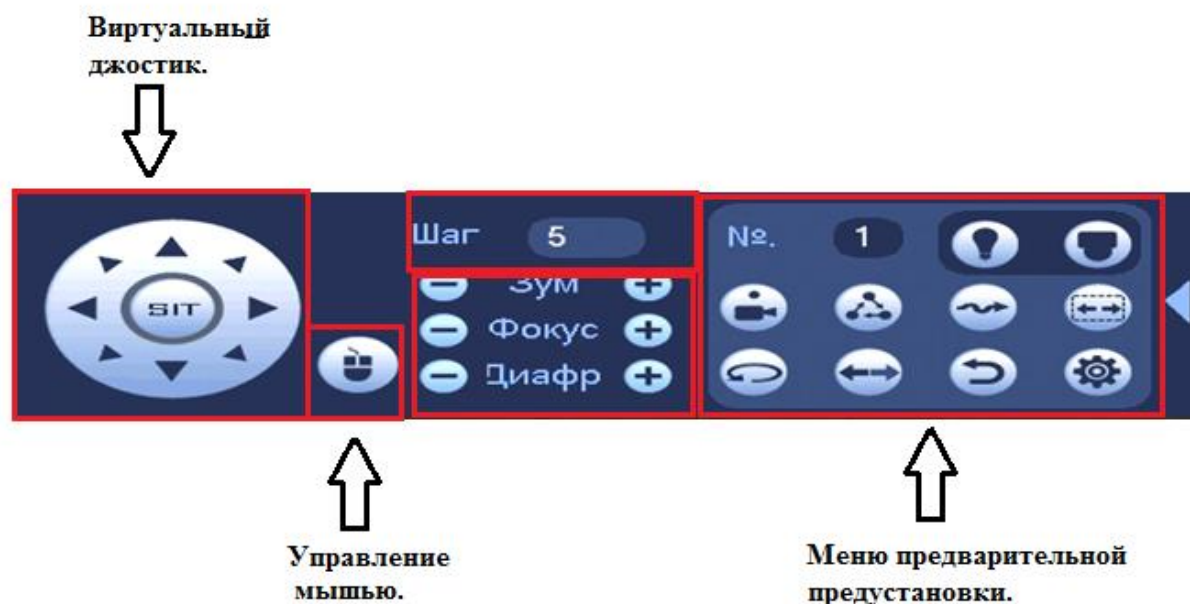 Виртуальный
джостик.
Шаг 5
Зум
Фокус
Диафр
SIT
№. 1
Управление
мышью.
Меню предварительной
предустановки.